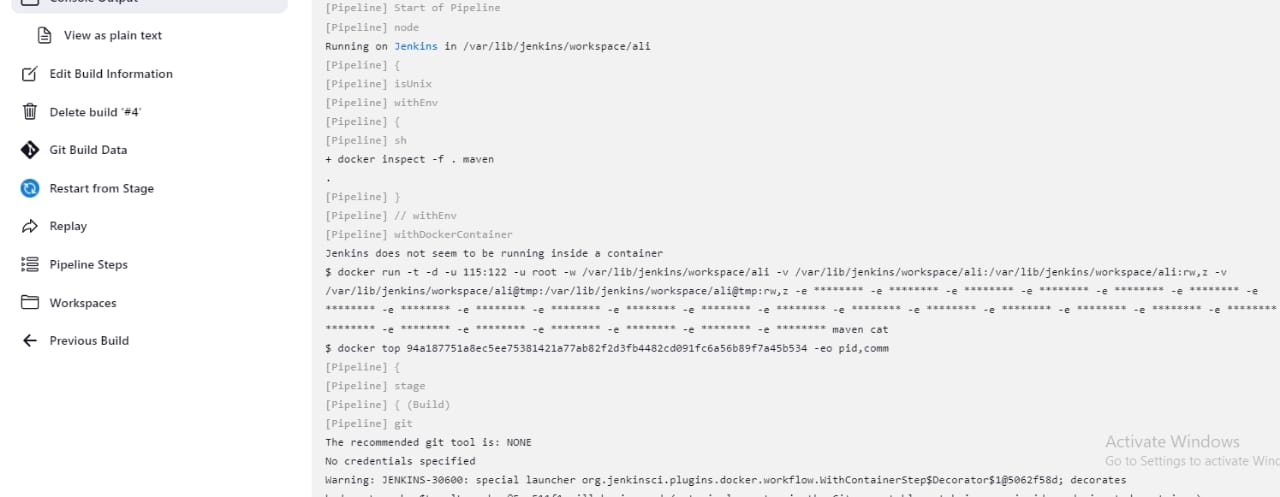 Console Output
View as plain text
Edit Build Information
Delete build '#4'
Git Build Data
Restart from Stage
Replay
Pipeline Steps
Workspaces
Previous Build
[Pipeline] Start of Pipeline
[Pipeline] node
Running on Jenkins in /var/lib/jenkins/workspace/ali
[Pipeline] {
[Pipeline] isUnix
[Pipeline] withEnv
[Pipeline] {
[Pipeline] sh
+ docker inspect -f . maven
.
[Pipeline] }
[Pipeline] // withEnv
[Pipeline] withDockerContainer
Jenkins does not seem to be running inside a container
$ docker run -t -d -u 115:122 -u root -w /var/lib/jenkins/workspace/ali -v /var/lib/jenkins/workspace/ali:/var/lib/jenkins/workspace/ali:rw,z -v
/var/lib/jenkins/workspace/ali@tmp:/var/lib/jenkins/workspace/ali@tmp:rw,z -e ******** -e ******** -e ******** -e ******** -e ******** -e ******** -e
******** -e ******** -e ******** -e ******** -e ******** -e ******** -e ******** -e ******** -e ******** -e ******** -e ******** -e ******** -e ********
******** -e ******** -e ******** -e ******** -e ******** -e ******** -e ******** maven cat
$ docker top 94a187751a8ec5ee75381421a77ab82f2d3fb4482cd091fc6a56b89f7a45b534 -eo pid,comm
[Pipeline] {
[Pipeline] stage
[Pipeline] { (Build)
[Pipeline] git
The recommended git tool is: NONE
No credentials specified
Warning: JENKINS-30600: special launcher org.jenkinsci.plugins.docker.workflow.WithContainerStep$Decorator$1@5062f58d; decorates
Activate Windows
Go to Settings to activate